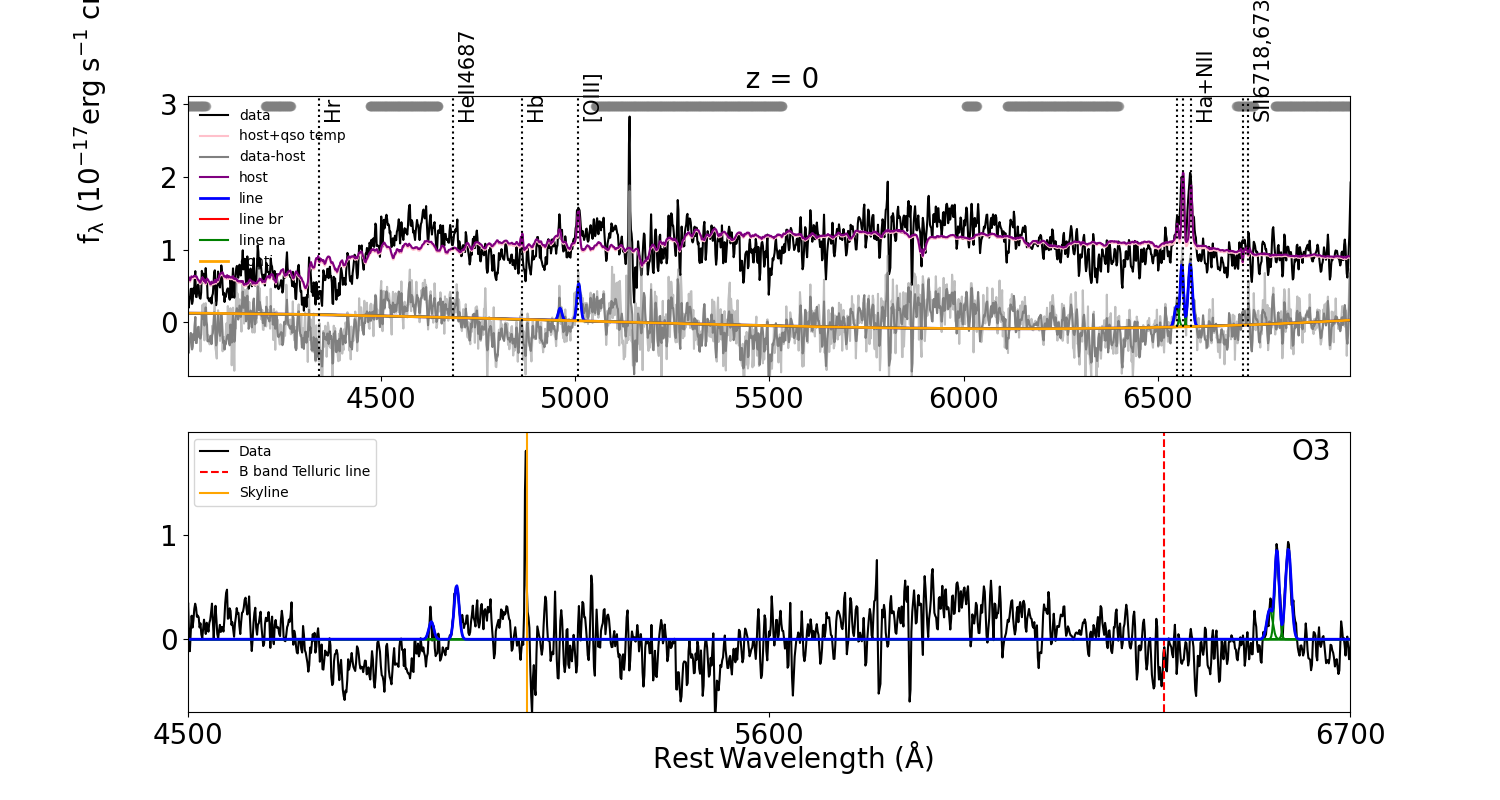 z = 0
f_λ (10^−17 erg s^−1 c
Hr
HeII4687
Hb
[OIII]
Ha+NII
SII6718,673
3
2
1
0
data
host+qso temp
data-host
host
line
line br
line na
4500
5000
5500
6000
6500
O3
Data
B band Telluric line
Skyline
1
0
4500
5600
6700
Rest Wavelength (Å)